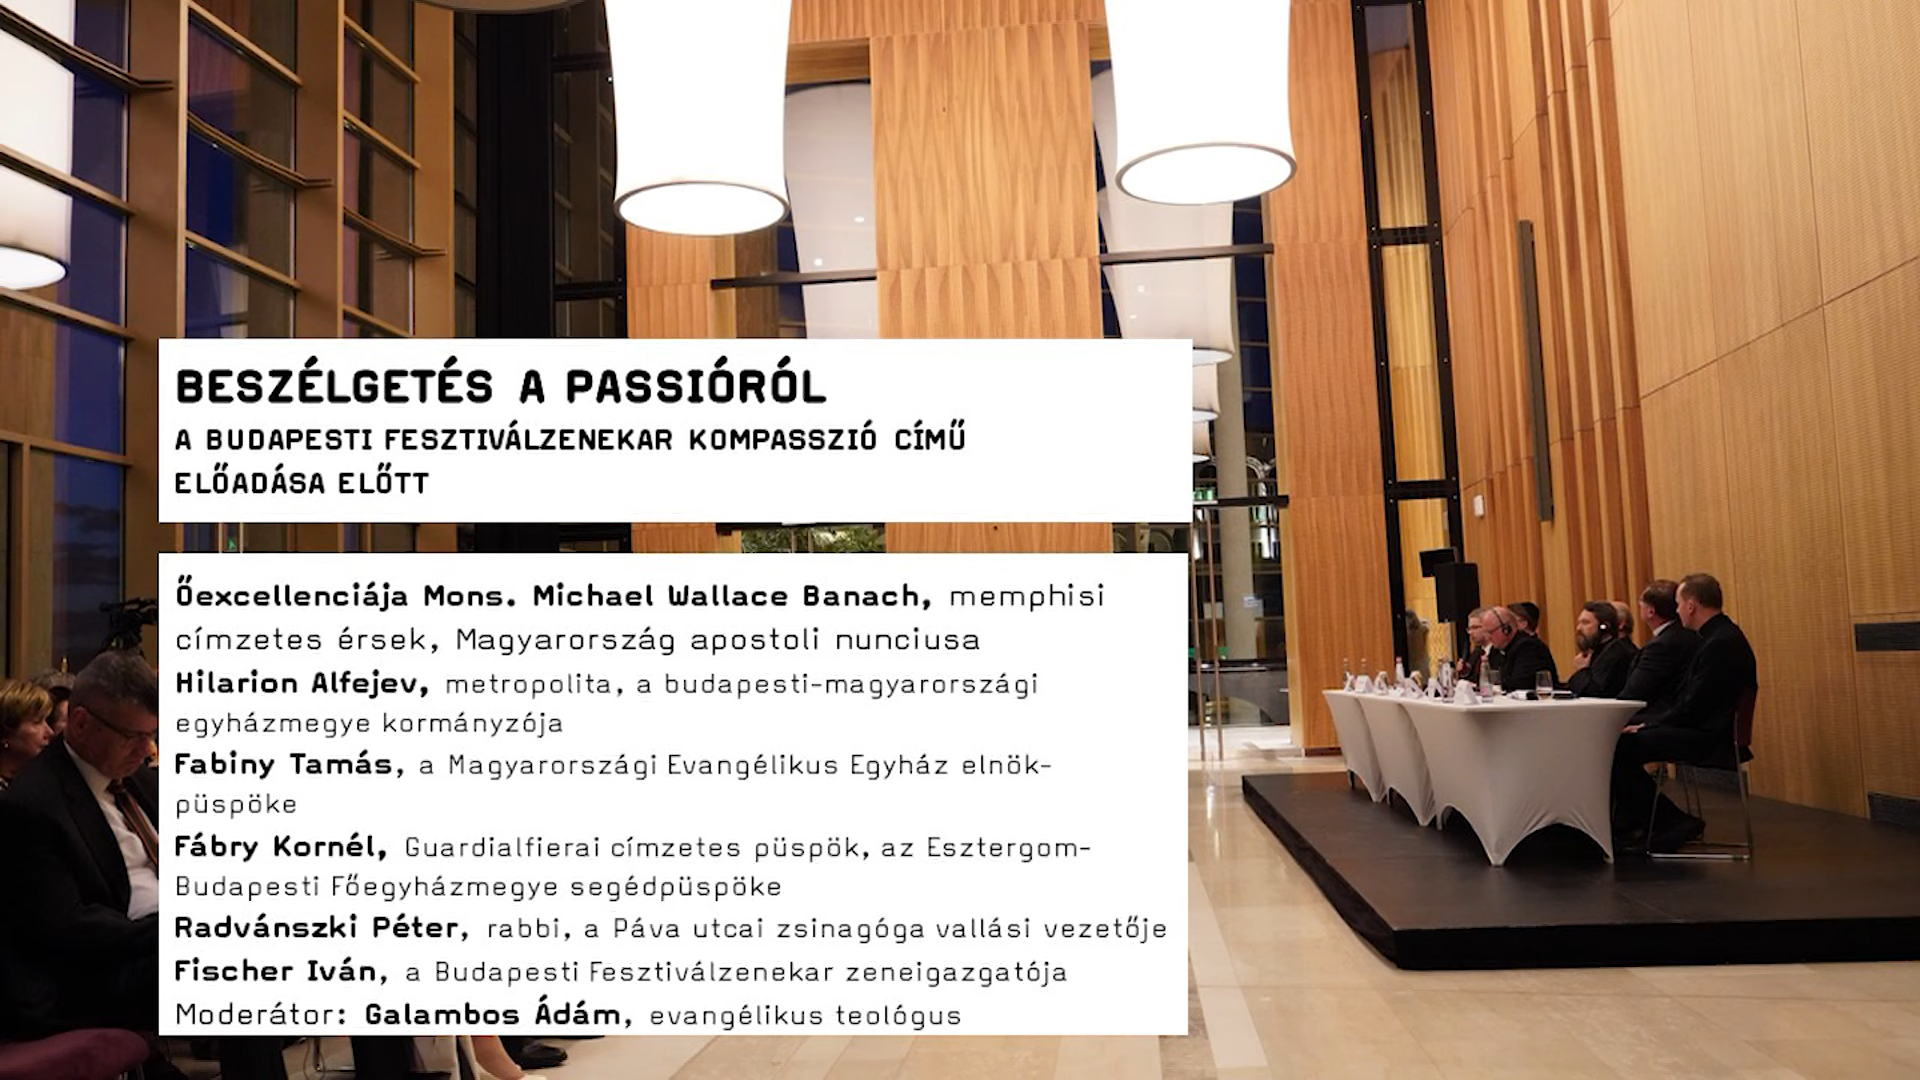 BESZÉLGETÉS A PASSIÓRÓL
A BUDAPESTI FESZTIVÁLZENEKAR KOMPASSZIÓ CÍMŰ
ELŐADÁSA ELŐTT
Őexcellenciája Mons. Michael Wallace Banach, memphisi
címzetes érsek, Magyarország apostoli nunciusa
Hilarion Alfejev, metropolita, a budapesti-magyarországi
egyházmegye kormányzója
Fabiny Tamás, a Magyarországi Evangélikus Egyház elnök-
püspöke
Fábry Kornél, Guardialfierai címzetes püspök, az Esztergom-
Budapesti Főegyházmegye segédpüspöke
Radvánszki Péter, rabbi, a Páva utcai zsinagóga vallási vezetője
Fischer Iván, a Budapesti Fesztiválzenekar zeneigazgatója
Moderátor: Galambos Ádám, evangélikus teológus